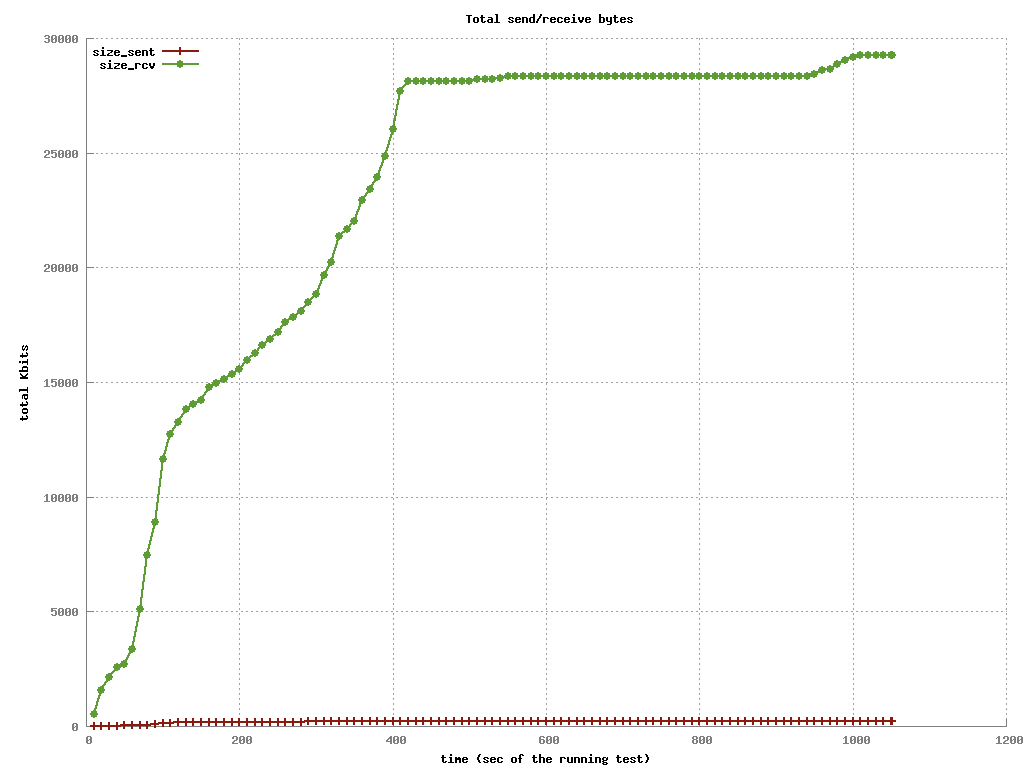 Total send/receive bytes
size_sent
size_rcv
30000
25000
20000
15000
10000
5000
0
total Kbits
0 200 400 600 800 1000 1200
time (sec of the running test)